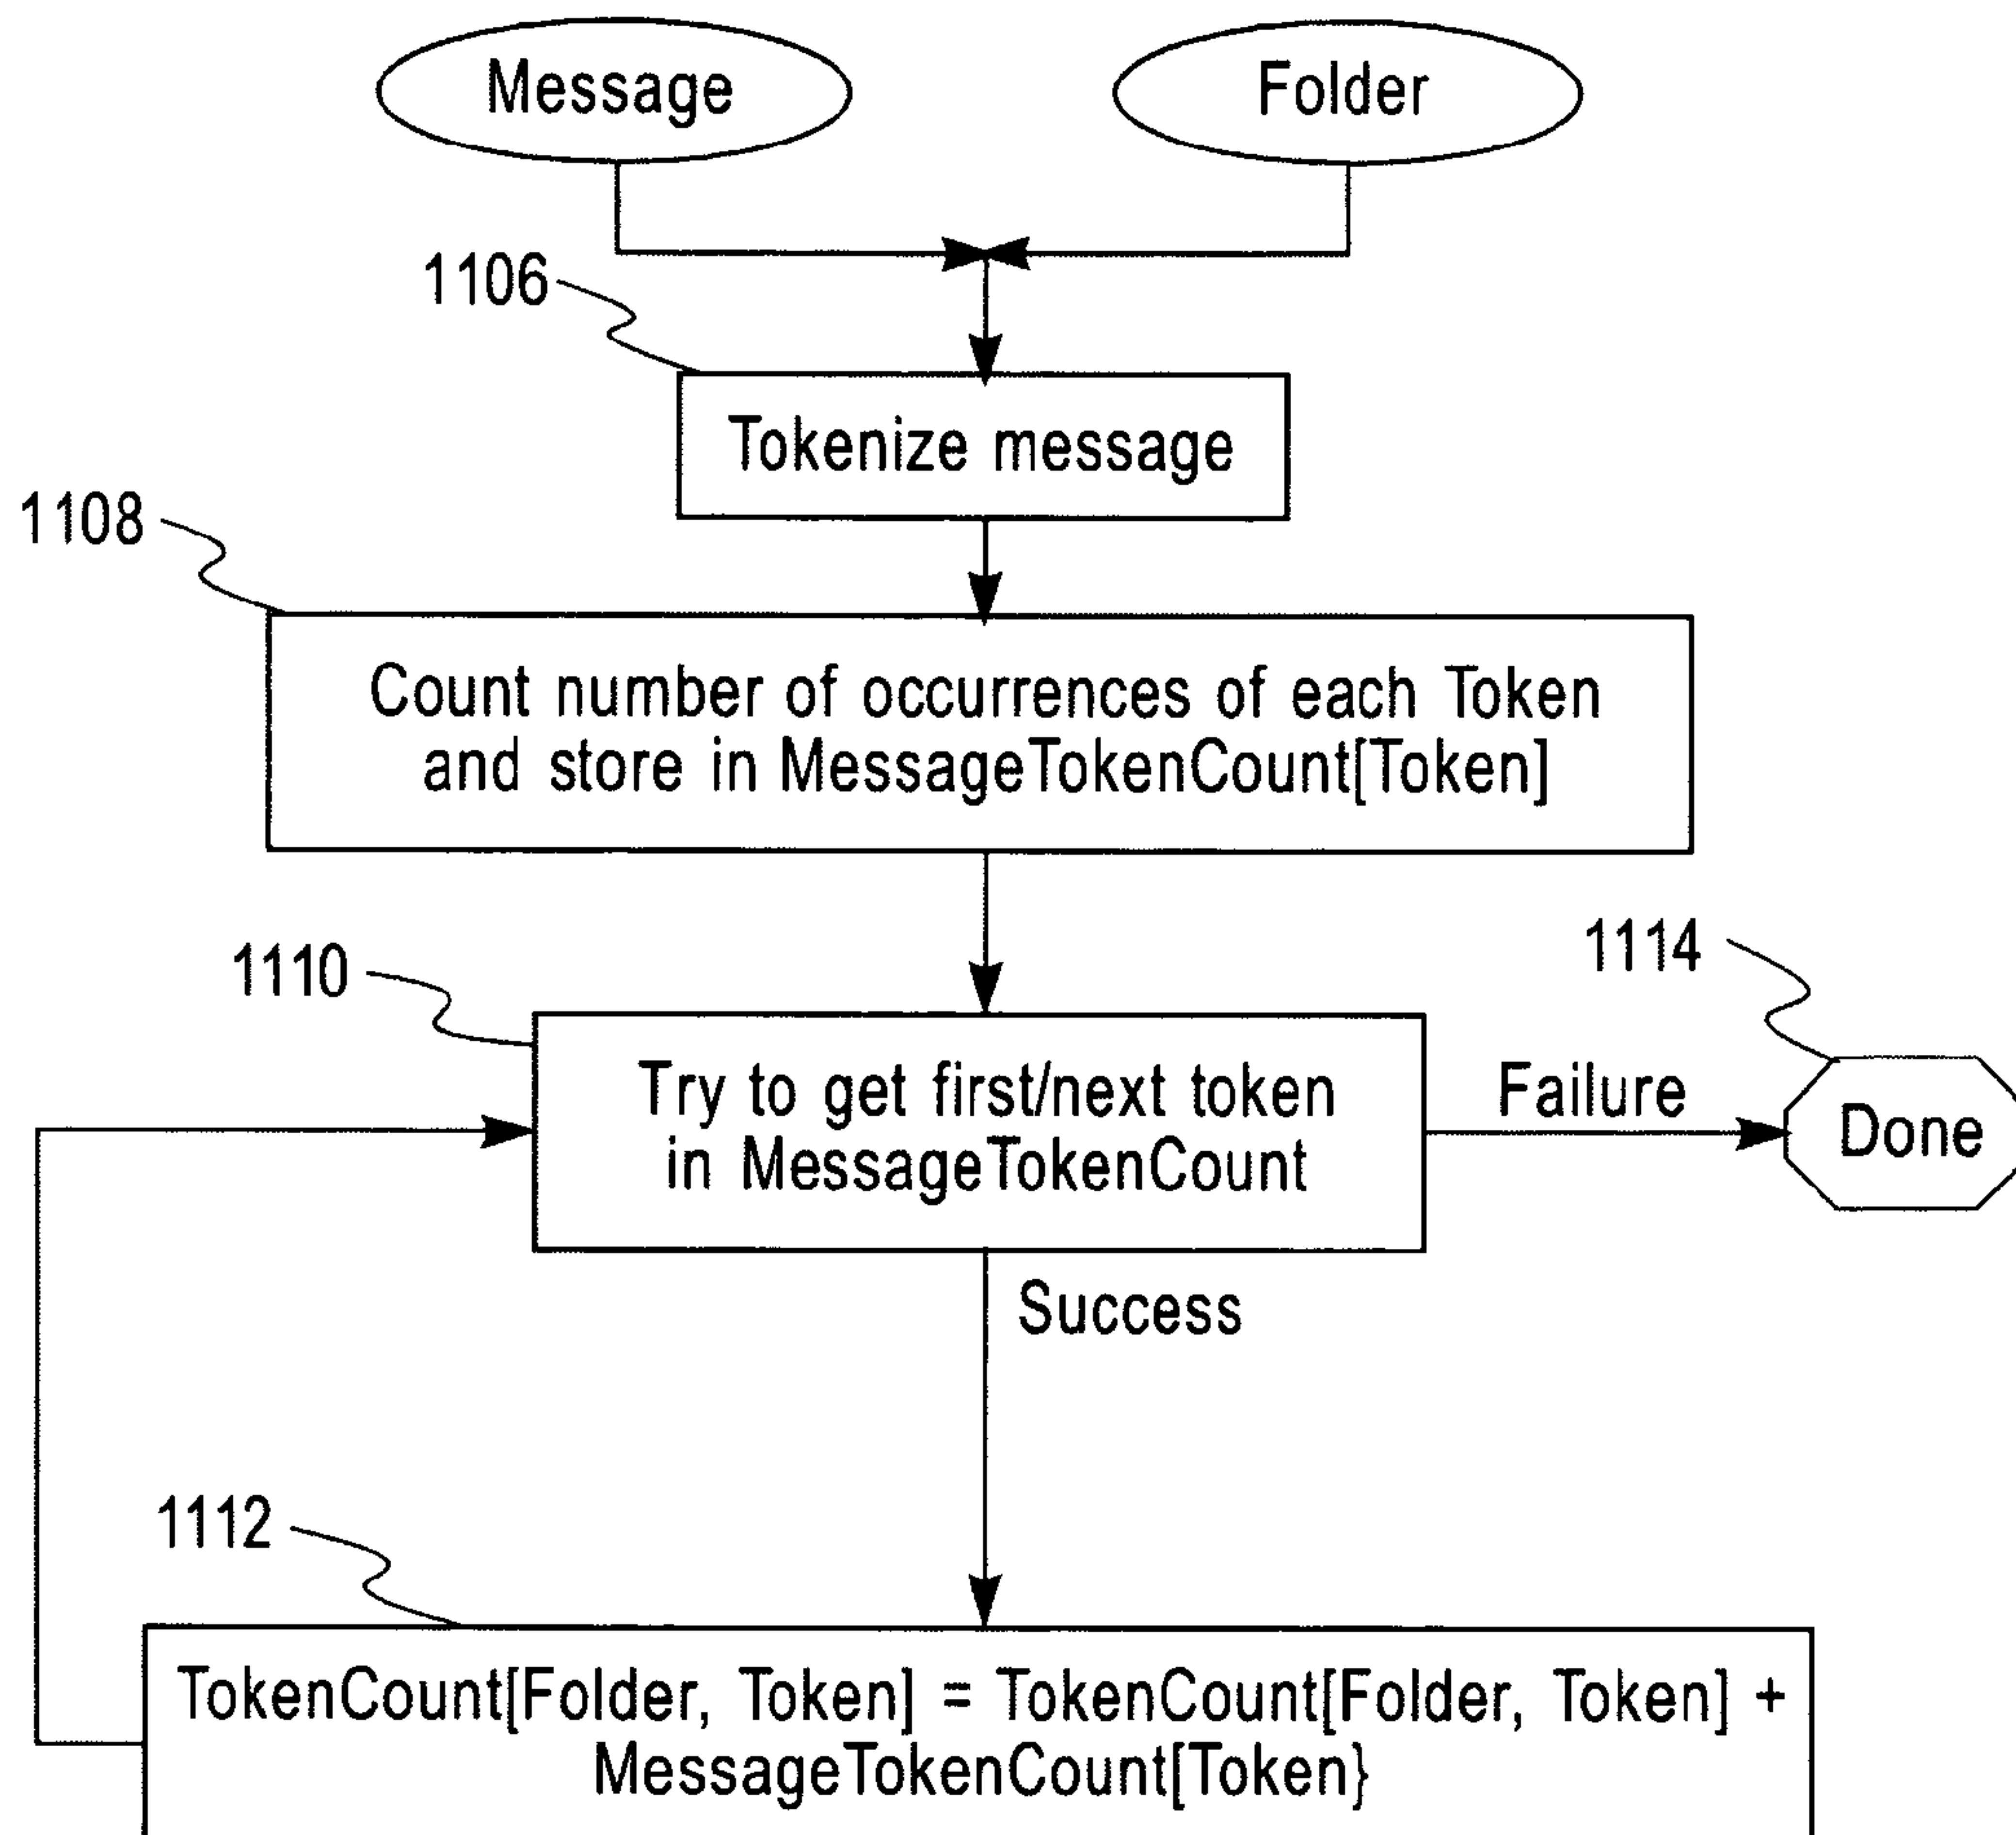 Message
Folder
1106
Tokenize message
1108
Count number of occurrences of each Token
and store in MessageTokenCount[Token]
1110
1114
Try to get first/next token
in MessageTokenCount
Failure
Done
Success
1112
TokenCount[Folder, Token] = TokenCount[Folder, Token] +
MessageTokenCount[Token}